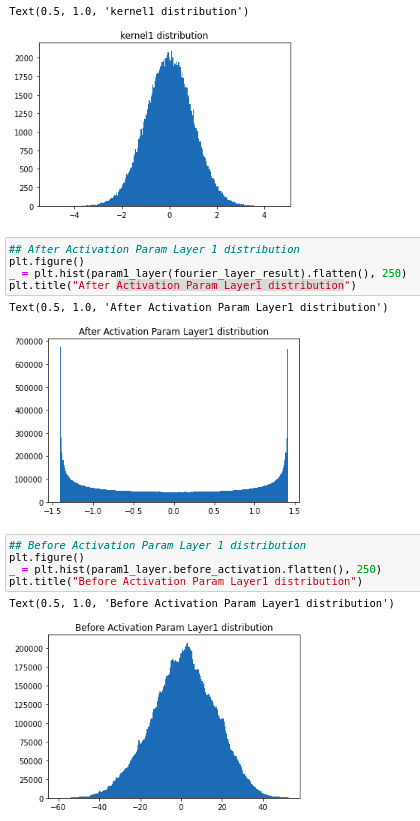 Text(0.5, 1.0, 'kernel1 distribution')
kernel1 distribution
2000
1750
1500
1250
1000
750
500
250
0
−4 −2 0 2 4
## After Activation Param Layer 1 distribution
plt.figure()
_ = plt.hist(param1_layer(fourier_layer_result).flatten(), 250)
plt.title("After Activation Param Layer1 distribution")
Text(0.5, 1.0, 'After Activation Param Layer1 distribution')
After Activation Param Layer1 distribution
700000
600000
500000
400000
300000
200000
100000
0
−1.5 −1.0 −0.5 0.0 0.5 1.0 1.5
## Before Activation Param Layer 1 distribution
plt.figure()
_ = plt.hist(param1_layer.before_activation.flatten(), 250)
plt.title("Before Activation Param Layer1 distribution")
Text(0.5, 1.0, 'Before Activation Param Layer1 distribution')
Before Activation Param Layer1 distribution
200000
175000
150000
125000
100000
75000
50000
25000
0
−60 −40 −20 0 20 40